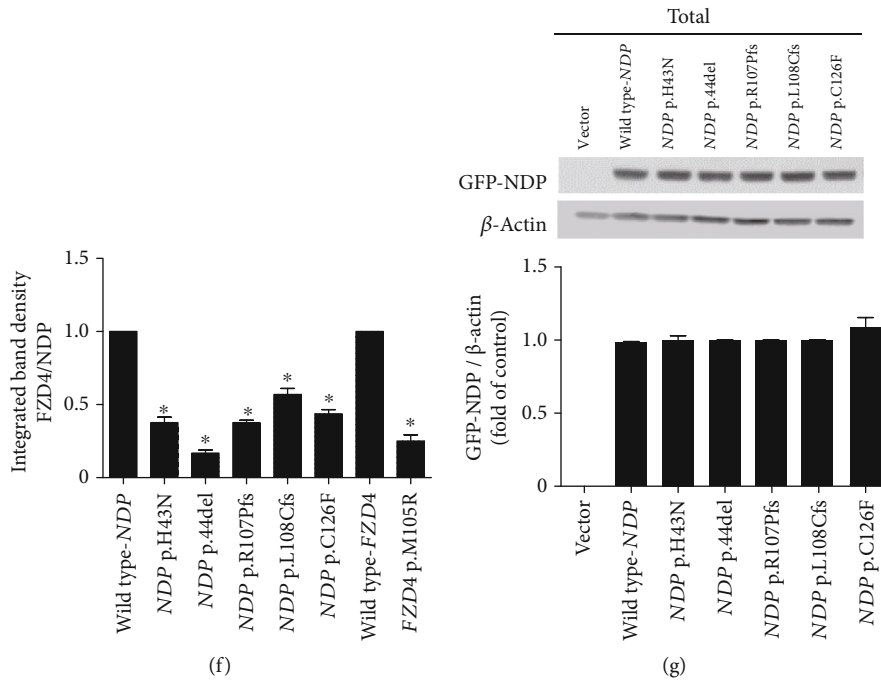 Total
Vector
Wild type-NDP
NDP p.H43N
NDP p.44del
NDP p.R107Pfs
NDP p.L108Cfs
NDP p.C126F
GFP-NDP
β-Actin
Integrated band density
FZD4/NDP
1.5
1.0
0.5
0
*
*
*
*
*
*
Wild type-NDP
NDP p.H43N
NDP p.44del
NDP p.R107Pfs
NDP p.L108Cfs
NDP p.C126F
Wild type-FZD4
FZD4 p.M105R
(f)
GFP-NDP / β-actin
(fold of control)
1.5
1.0
0.5
0
Vector
Wild type-NDP
NDP p.H43N
NDP p.44del
NDP p.R107Pfs
NDP p.L108Cfs
NDP p.C126F
(g)